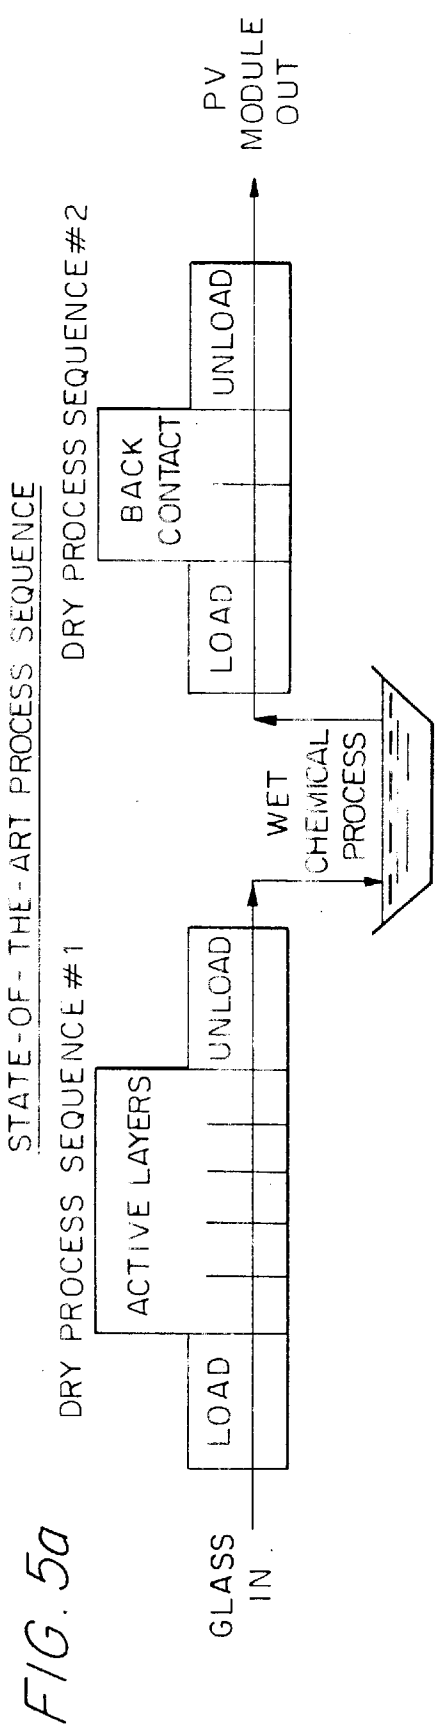 FIG. 5a
STATE-OF-THE-ART PROCESS SEQUENCE
DRY PROCESS SEQUENCE #1
DRY PROCESS SEQUENCE #2
GLASS
IN
LOAD
ACTIVE LAYERS
UNLOAD
WET
CHEMICAL
PROCESS
LOAD
BACK
CONTACT
UNLOAD
PV
MODULE
OUT